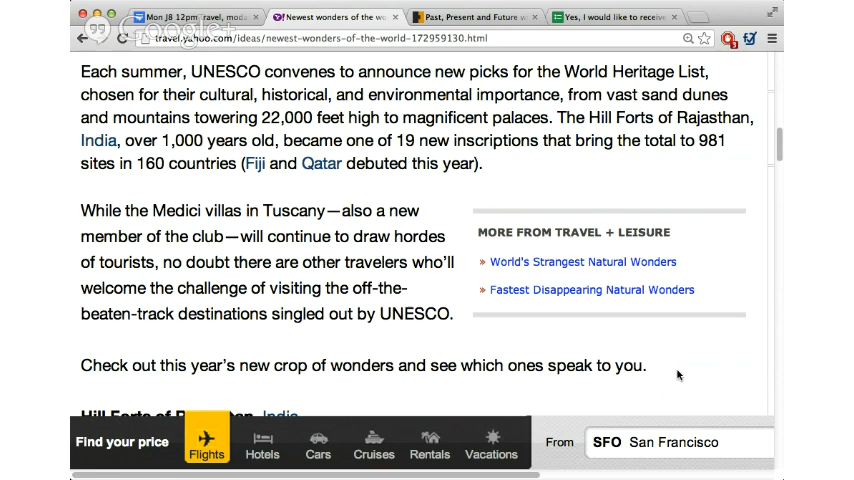 Mon J8 12pm Travel, moda
Newest wonders of the wo
Past, Present and Future w
Yes, I would like to receive
Google+
travel.yahoo.com/ideas/newest-wonders-of-the-world-172959130.html
Each summer, UNESCO convenes to announce new picks for the World Heritage List,
chosen for their cultural, historical, and environmental importance, from vast sand dunes
and mountains towering 22,000 feet high to magnificent palaces. The Hill Forts of Rajasthan,
India, over 1,000 years old, became one of 19 new inscriptions that bring the total to 981
sites in 160 countries (Fiji and Qatar debuted this year).
While the Medici villas in Tuscany—also a new
member of the club—will continue to draw hordes
of tourists, no doubt there are other travelers who'll
welcome the challenge of visiting the off-the-
beaten-track destinations singled out by UNESCO.
MORE FROM TRAVEL + LEISURE
» World's Strangest Natural Wonders
» Fastest Disappearing Natural Wonders
Check out this year's new crop of wonders and see which ones speak to you.
Hill Forts of Rajasthan, India
Find your price
Flights
Hotels
Cars
Cruises
Rentals
Vacations
From
SFO San Francisco